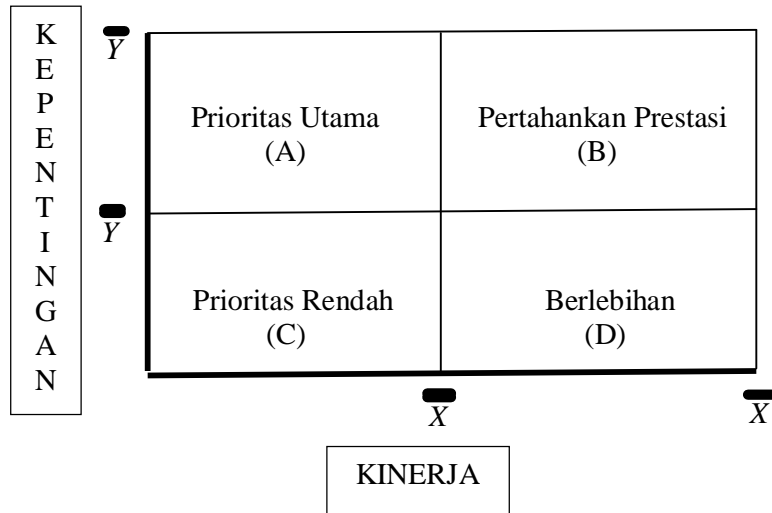 K
E
P
E
N
T
I
N
G
A
N
Y
Prioritas Utama
(A)
Pertahankan Prestasi
(B)
Y
Prioritas Rendah
(C)
Berlebihan
(D)
X
X
KINERJA